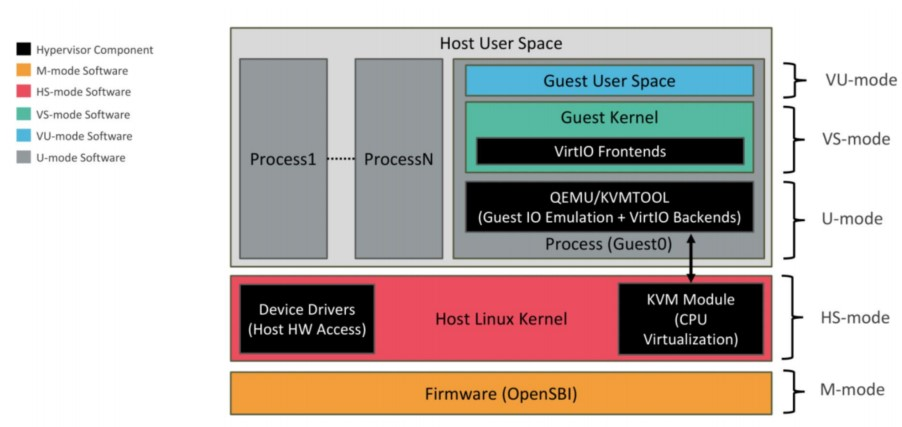 Hypervisor Component
M-mode Software
HS-mode Software
VS-mode Software
VU-mode Software
U-mode Software
Host User Space
Process1
ProcessN
Guest User Space
Guest Kernel
VirtIO Frontends
QEMU/KVMTOOL
(Guest IO Emulation + VirtIO Backends)
Process (Guest0)
Device Drivers
(Host HW Access)
Host Linux Kernel
KVM Module
(CPU
Virtualization)
Firmware (OpenSBI)
VU-mode
VS-mode
U-mode
HS-mode
M-mode